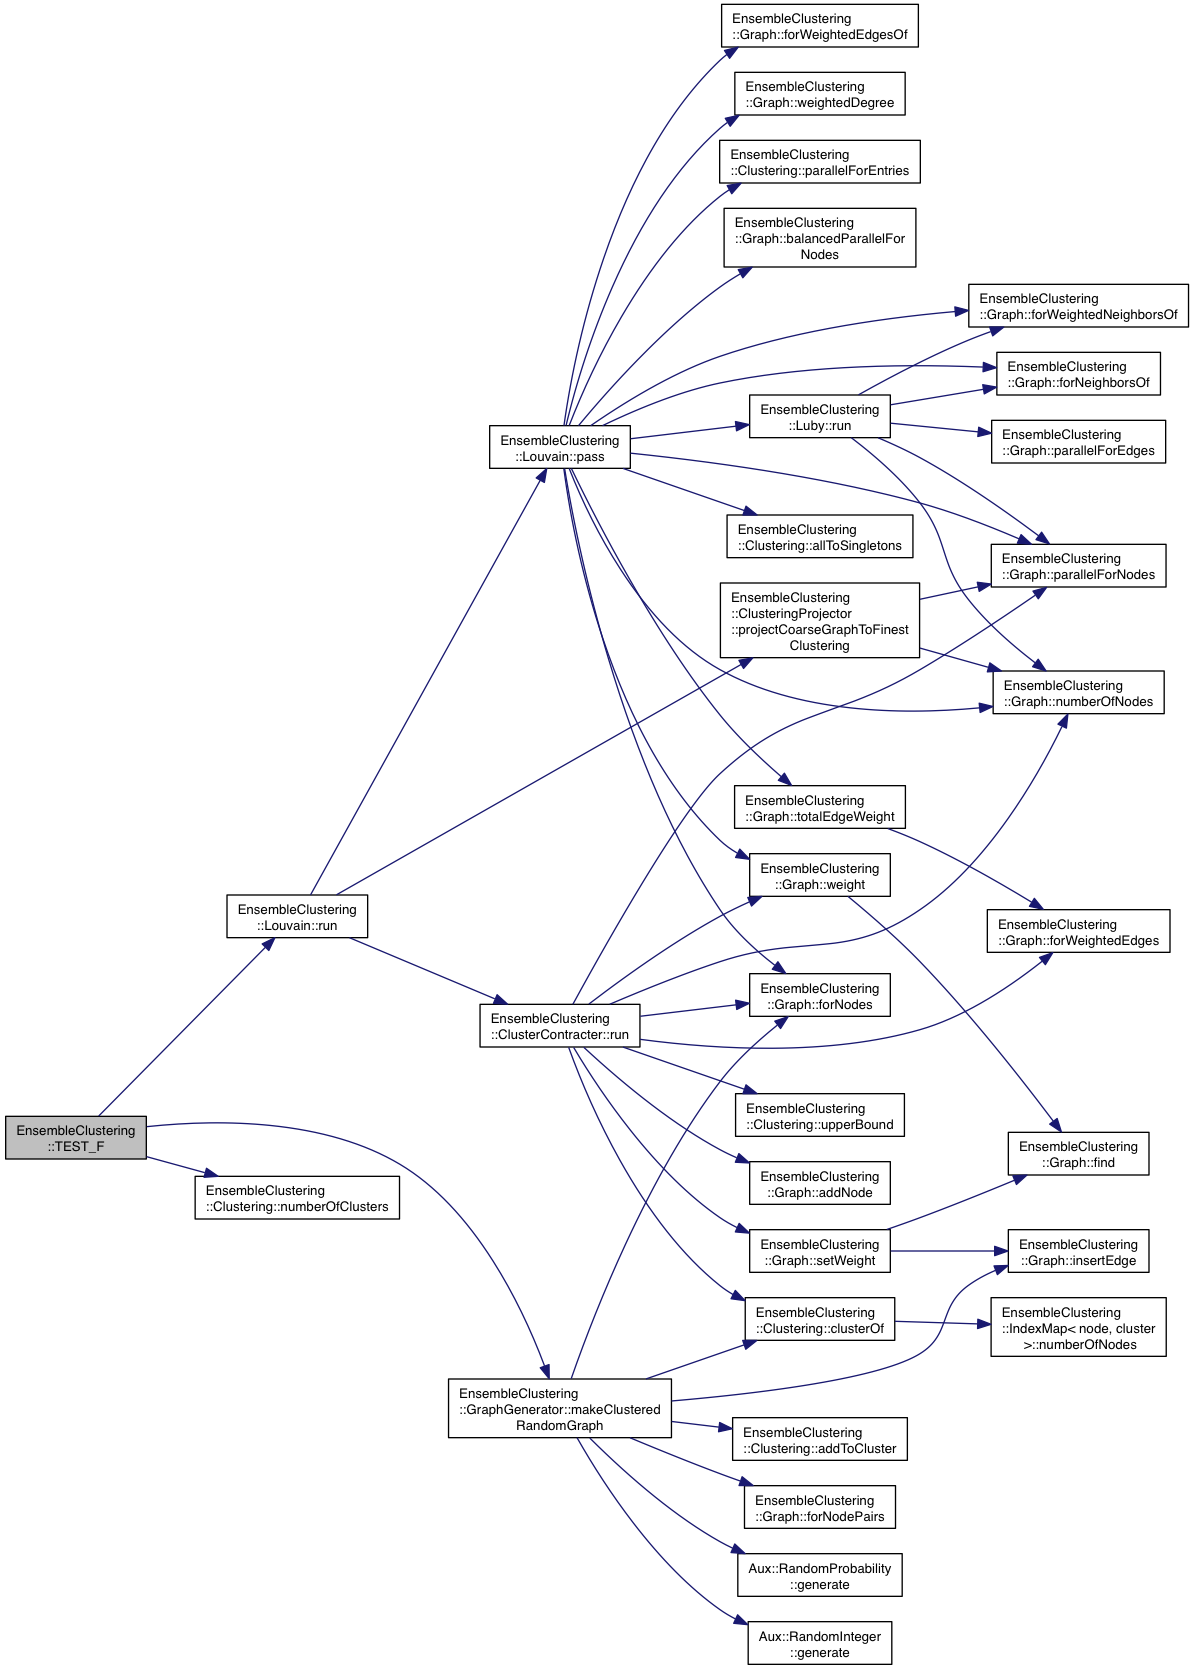 EnsembleClustering
::Graph::forWeightedEdgesOf
EnsembleClustering
::Graph::weightedDegree
EnsembleClustering
::Clustering::parallelForEntries
EnsembleClustering
::Graph::balancedParallelFor
Nodes
EnsembleClustering
::Graph::forWeightedNeighborsOf
EnsembleClustering
::Graph::forNeighborsOf
EnsembleClustering
::Luby::run
EnsembleClustering
::Graph::parallelForEdges
EnsembleClustering
::Louvain::pass
EnsembleClustering
::Clustering::allToSingletons
EnsembleClustering
::Graph::parallelForNodes
EnsembleClustering
::ClusteringProjector
::projectCoarseGraphToFinest
Clustering
EnsembleClustering
::Graph::numberOfNodes
EnsembleClustering
::Graph::totalEdgeWeight
EnsembleClustering
::Graph::weight
EnsembleClustering
::Louvain::run
EnsembleClustering
::Graph::forWeightedEdges
EnsembleClustering
::Graph::forNodes
EnsembleClustering
::ClusterContracter::run
EnsembleClustering
::Clustering::upperBound
EnsembleClustering
::TEST_F
EnsembleClustering
::Graph::find
EnsembleClustering
::Graph::addNode
EnsembleClustering
::Clustering::numberOfClusters
EnsembleClustering
::Graph::setWeight
EnsembleClustering
::Graph::insertEdge
EnsembleClustering
::Clustering::clusterOf
EnsembleClustering
::IndexMap< node, cluster
>::numberOfNodes
EnsembleClustering
::GraphGenerator::makeClustered
RandomGraph
EnsembleClustering
::Clustering::addToCluster
EnsembleClustering
::Graph::forNodePairs
Aux::RandomProbability
::generate
Aux::RandomInteger
::generate